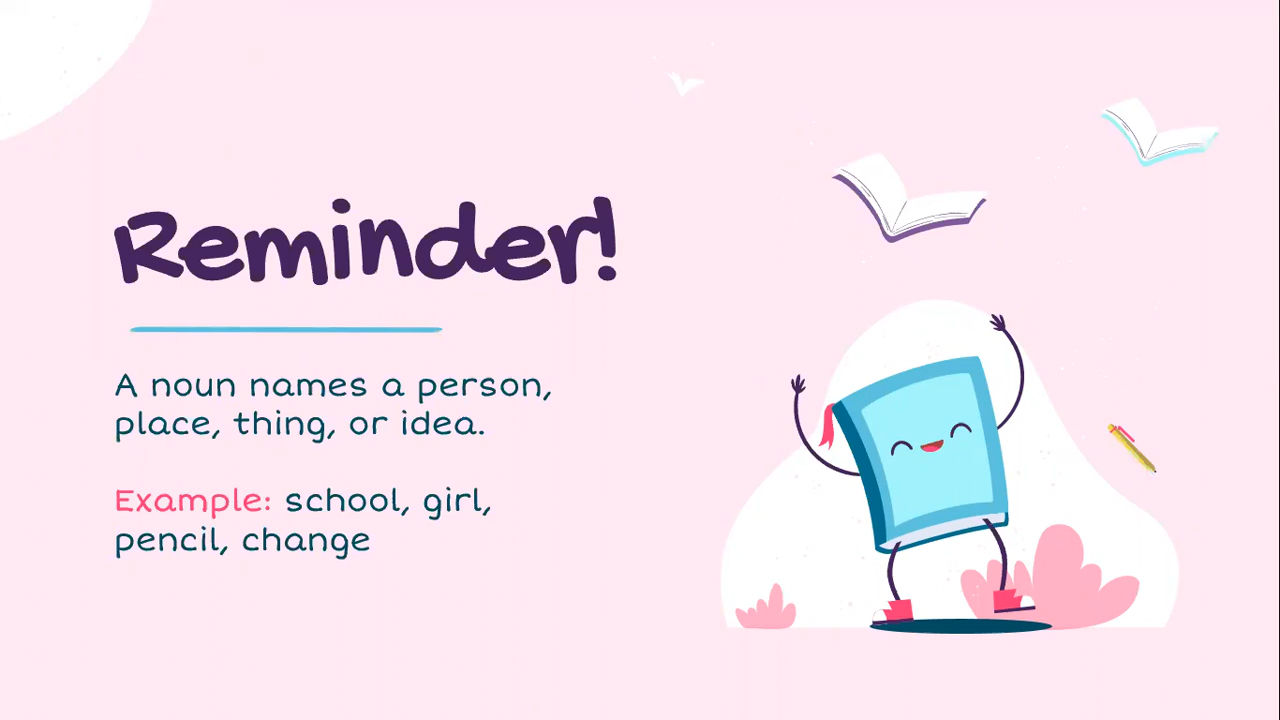 Reminder!
A noun names a person,
place, thing, or idea.
Example: school, girl,
pencil, change